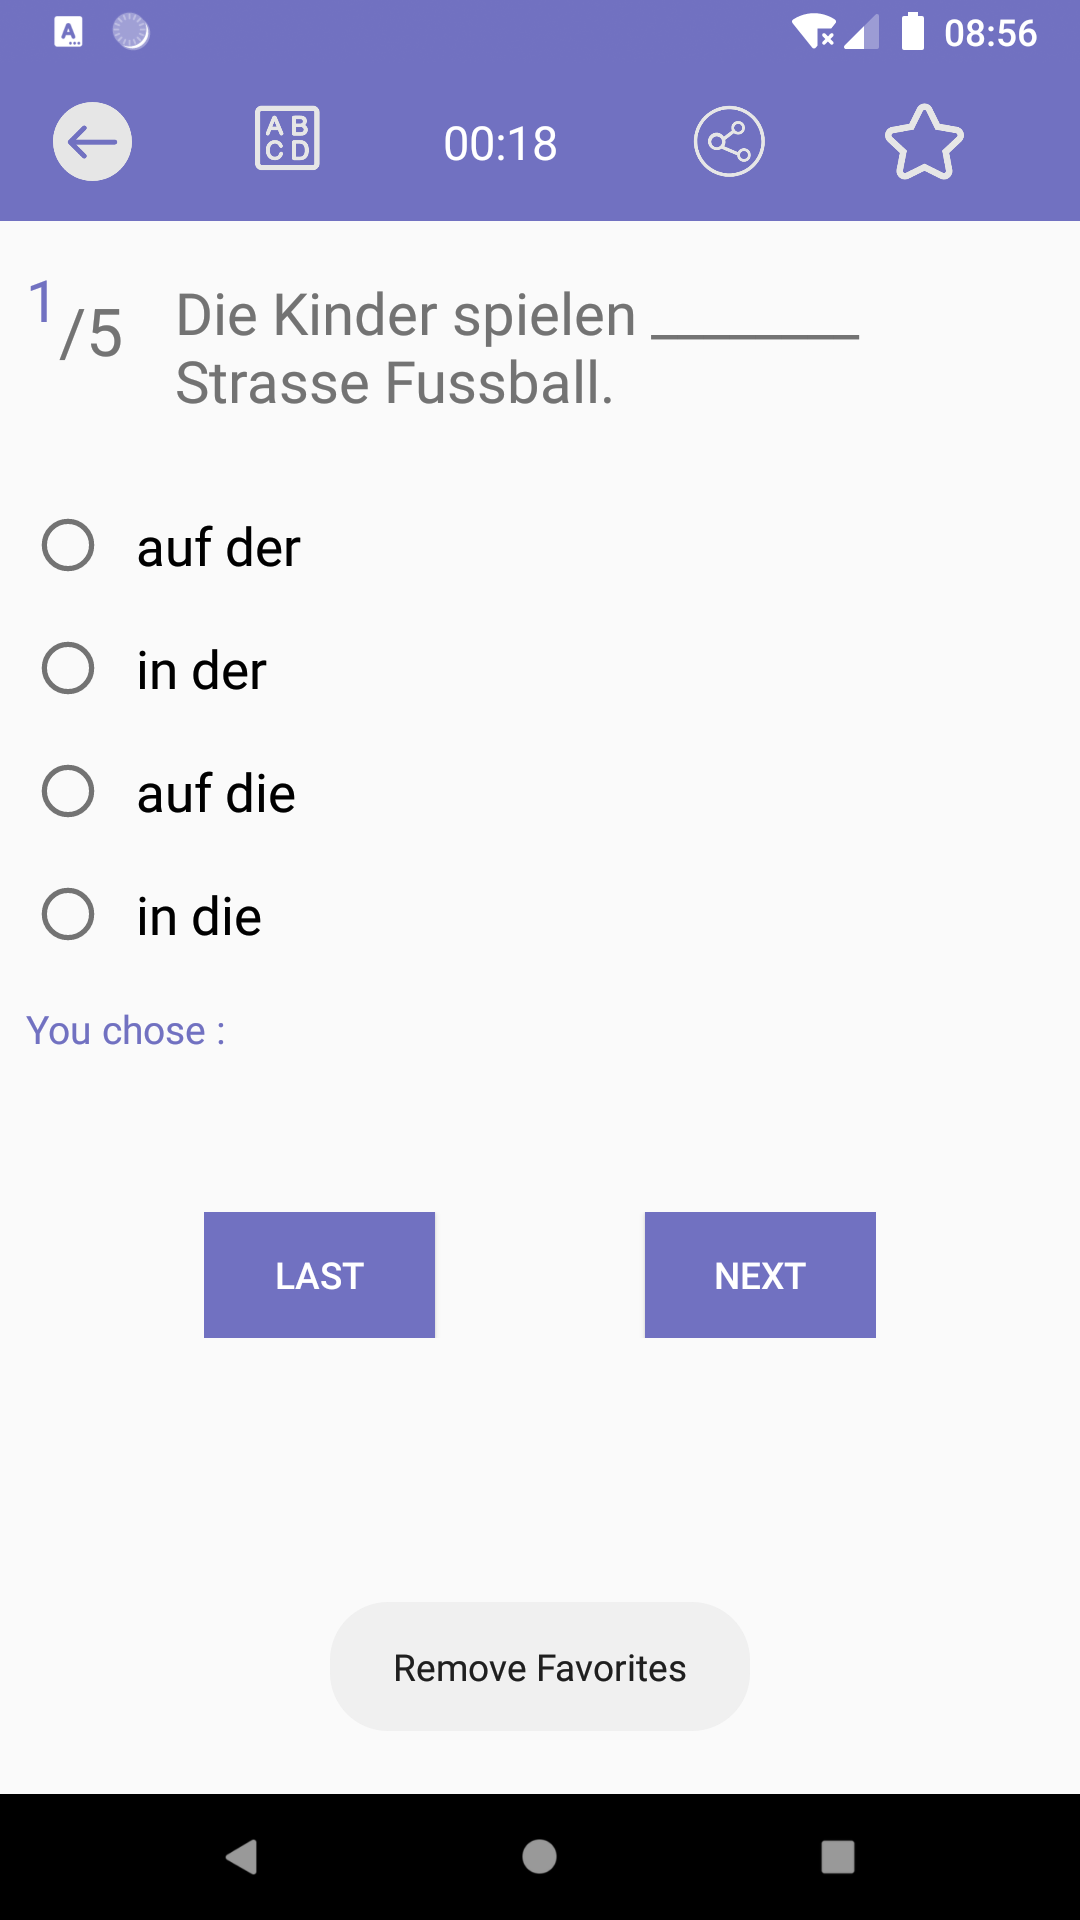 08:56
A B
C D
00:18
1/5
Die Kinder spielen ________
Strasse Fussball.
auf der
in der
auf die
in die
You chose :
LAST
NEXT
Remove Favorites